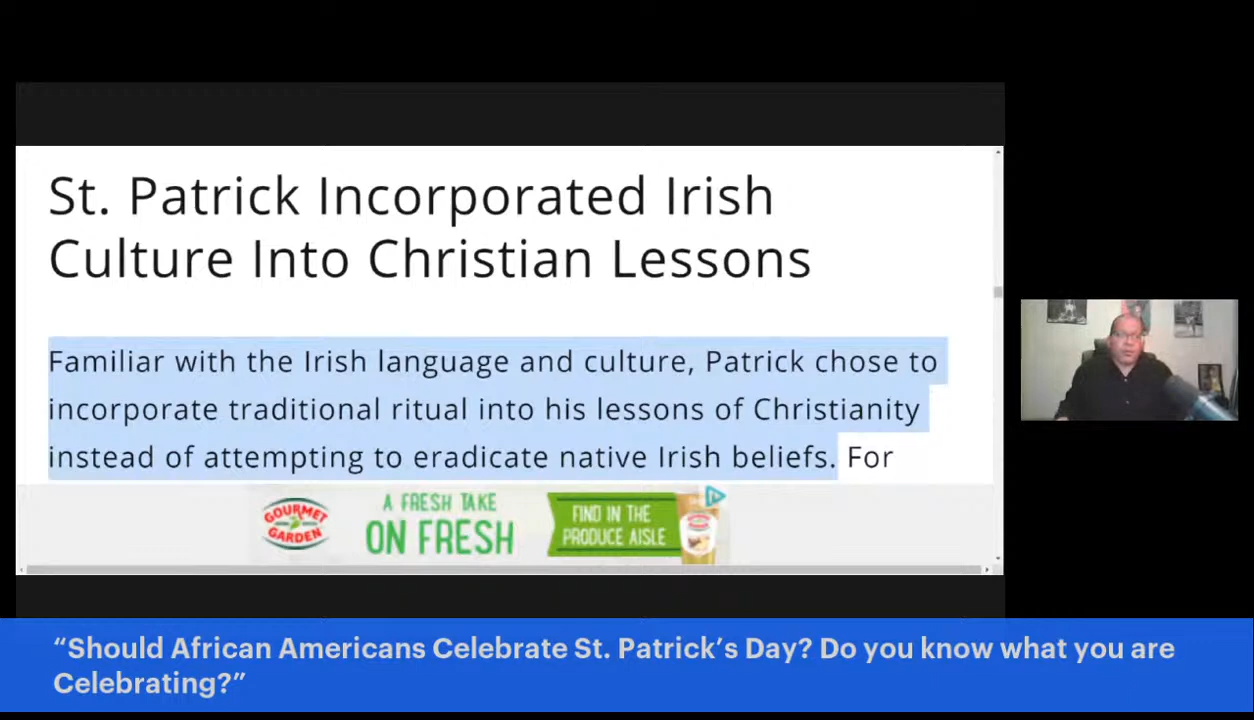 St. Patrick Incorporated Irish
Culture Into Christian Lessons
Familiar with the Irish language and culture, Patrick chose to
incorporate traditional ritual into his lessons of Christianity
instead of attempting to eradicate native Irish beliefs. For
GOURMET
GARDEN
A FRESH TAKE
ON FRESH
FIND IN THE
PRODUCE AISLE
“Should African Americans Celebrate St. Patrick’s Day? Do you know what you are
Celebrating?”